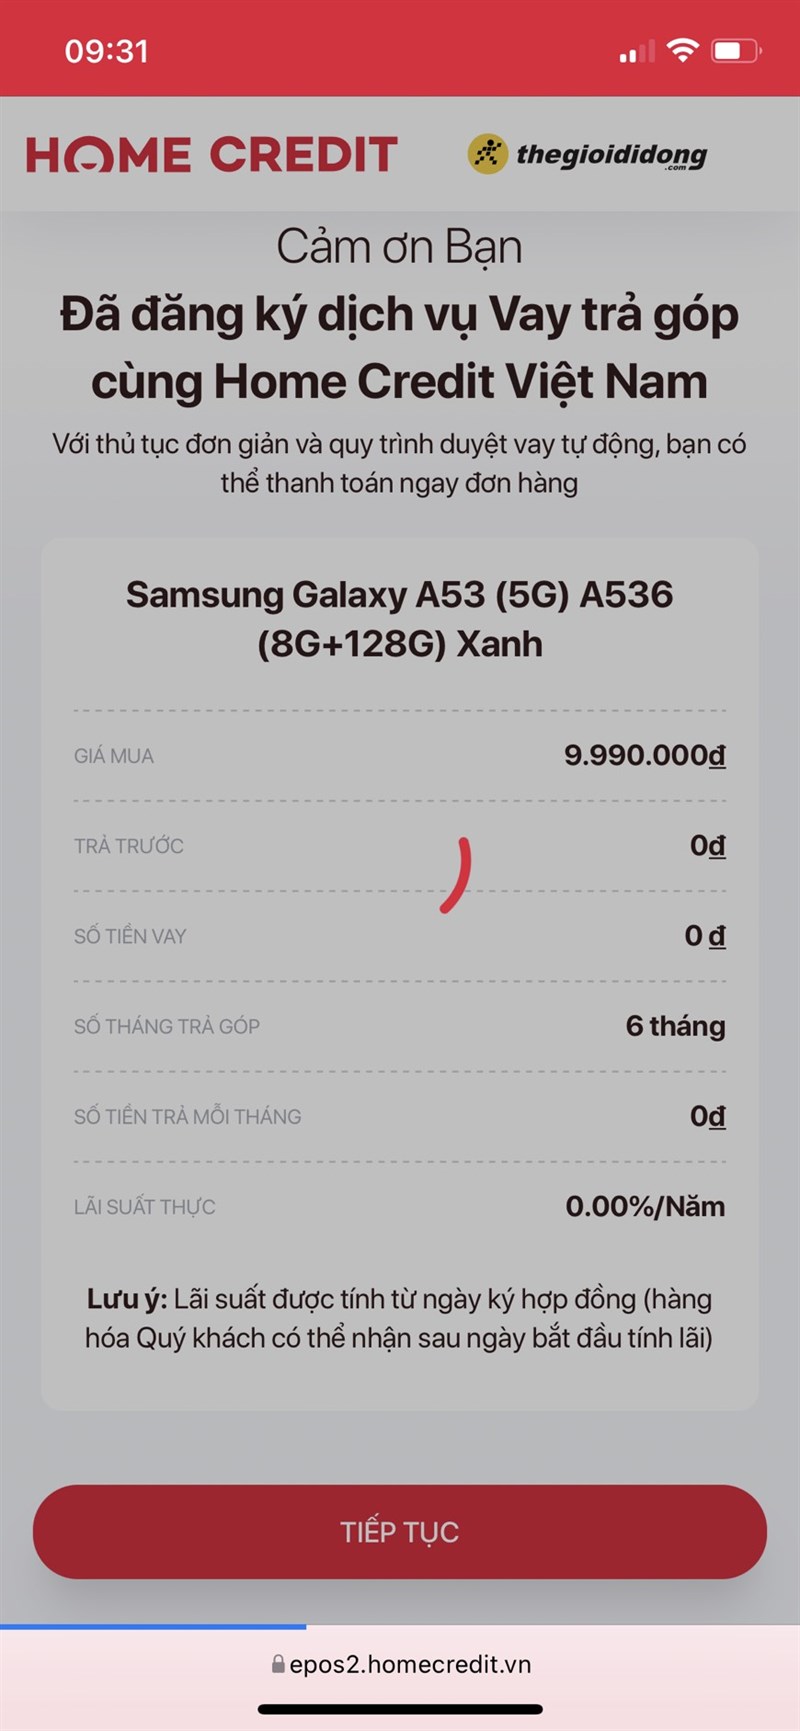 09:31
HOME CREDIT
thegioididong
.com
Cảm ơn Bạn
Đã đăng ký dịch vụ Vay trả góp
cùng Home Credit Việt Nam
Với thủ tục đơn giản và quy trình duyệt vay tự động, bạn có
thể thanh toán ngay đơn hàng
Samsung Galaxy A53 (5G) A536
(8G+128G) Xanh
GIÁ MUA 9.990.000₫
TRẢ TRƯỚC 0₫
SỐ TIỀN VAY 0 ₫
SỐ THÁNG TRẢ GÓP 6 tháng
SỐ TIỀN TRẢ MỖI THÁNG 0₫
LÃI SUẤT THỰC 0.00%/Năm
Lưu ý: Lãi suất được tính từ ngày ký hợp đồng (hàng
hóa Quý khách có thể nhận sau ngày bắt đầu tính lãi)
TIẾP TỤC
epos2.homecredit.vn